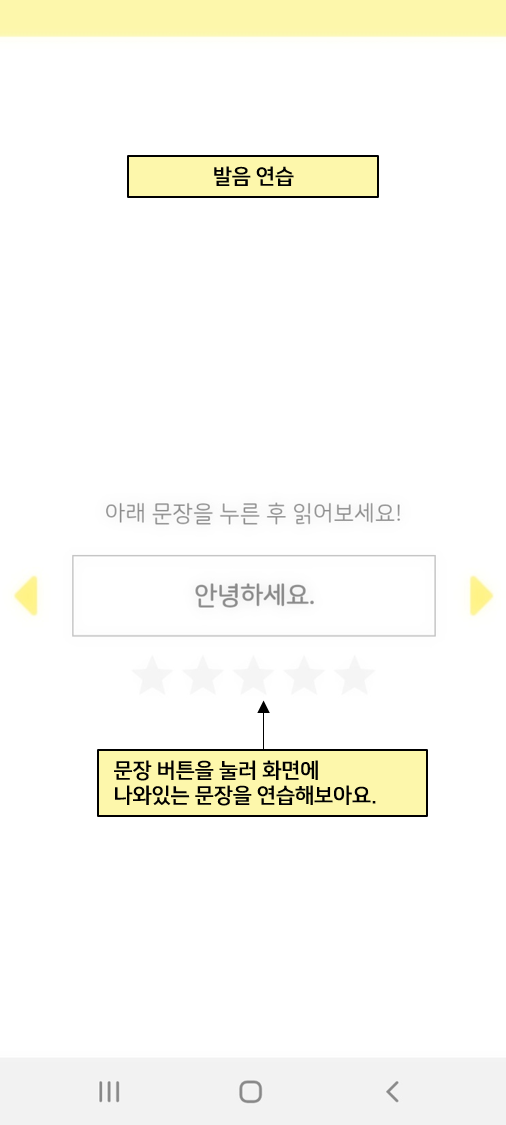 발음 연습
아래 문장을 누른 후 읽어보세요!
안녕하세요.
문장 버튼을 눌러 화면에
나와있는 문장을 연습해보아요.